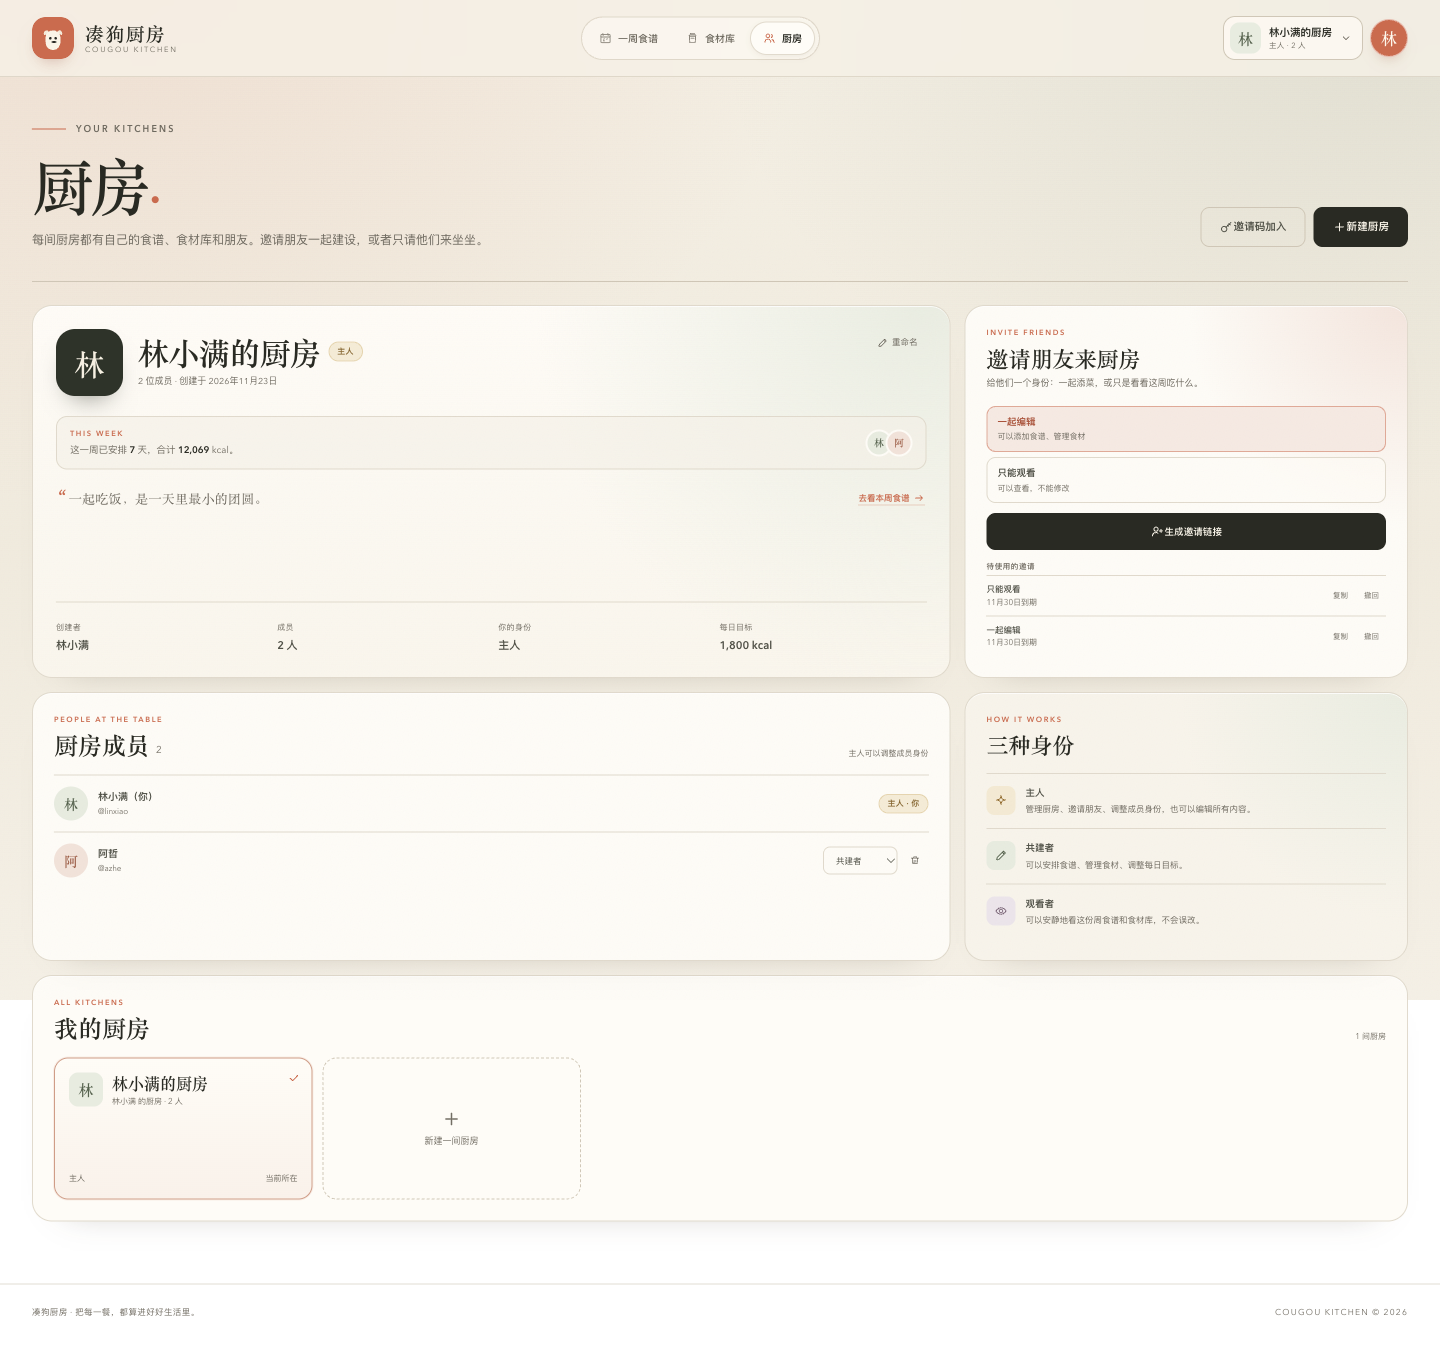 凑狗厨房
COUGOU KITCHEN
一周食谱
食材库
厨房
林
林小满的厨房
主人 · 2 人
林
YOUR KITCHENS
厨房.
每间厨房都有自己的食谱、食材库和朋友。邀请朋友一起建设，或者只请他们来坐坐。
邀请码加入
新建厨房
林
林小满的厨房
主人
2 位成员 · 创建于 2026年11月23日
重命名
THIS WEEK
这一周已安排 7 天，合计 12,069 kcal。
林
阿
“ 一起吃饭，是一天里最小的团圆。
去看本周食谱 →
创建者
林小满
成员
2 人
你的身份
主人
每日目标
1,800 kcal
INVITE FRIENDS
邀请朋友来厨房
给他们一个身份：一起添菜，或只是看看这周吃什么。
一起编辑
可以添加食谱、管理食材
只能观看
可以查看，不能修改
生成邀请链接
待使用的邀请
只能观看
11月30日到期
复制
撤回
一起编辑
11月30日到期
复制
撤回
PEOPLE AT THE TABLE
厨房成员 2
主人可以调整成员身份
林
林小满（你）
@linxiao
主人 · 你
阿
阿哲
@azhe
共建者
HOW IT WORKS
三种身份
主人
管理厨房、邀请朋友、调整成员身份，也可以编辑所有内容。
共建者
可以安排食谱、管理食材、调整每日目标。
观看者
可以安静地看这份周食谱和食材库，不会误改。
ALL KITCHENS
我的厨房
1 间厨房
林
林小满的厨房
林小满 的厨房 · 2 人
主人
当前所在
新建一间厨房
凑狗厨房 · 把每一餐，都算进好好生活里。
COUGOU KITCHEN © 2026